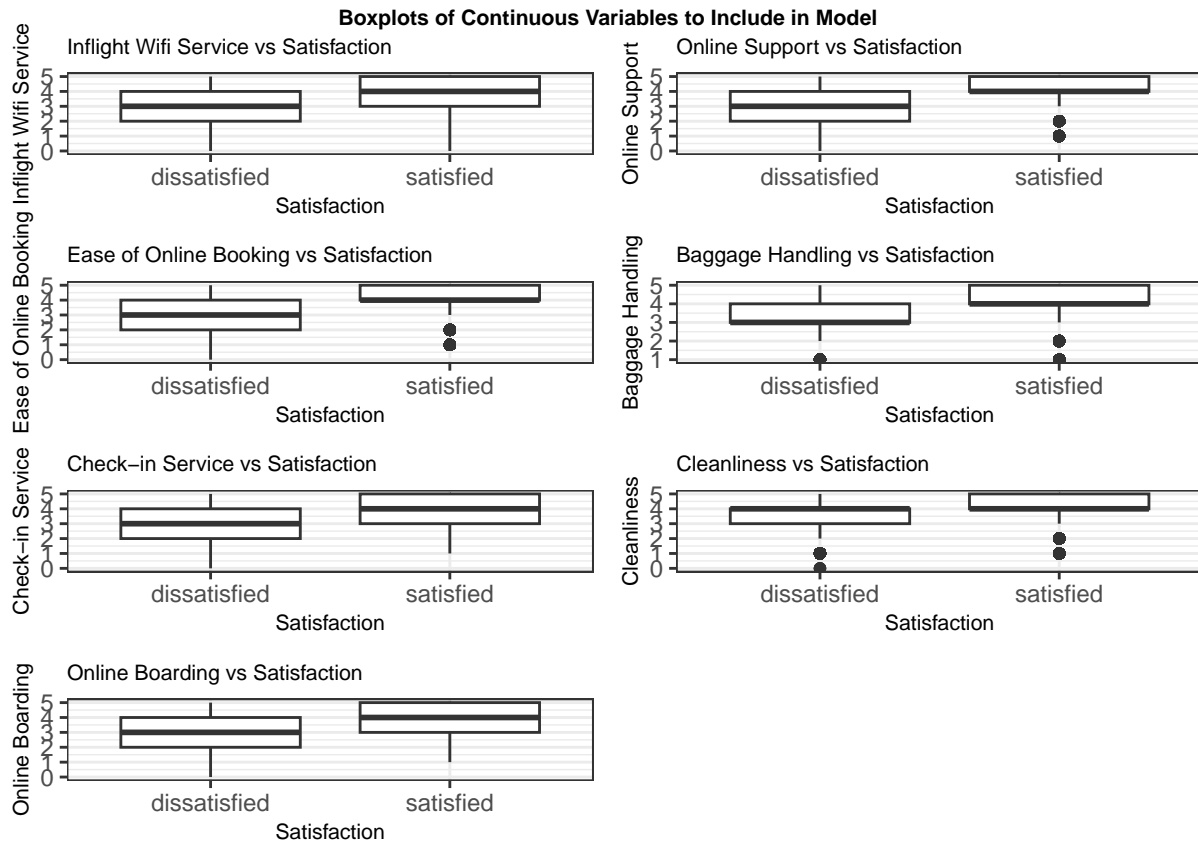 Boxplots of Continuous Variables to Include in Model
Inflight Wifi Service vs Satisfaction
Inflight Wifi Service
5
4
3
2
1
0
dissatisfied
satisfied
Satisfaction
Online Support vs Satisfaction
Online Support
5
4
3
2
1
0
dissatisfied
satisfied
Satisfaction
Ease of Online Booking vs Satisfaction
Ease of Online Booking
5
4
3
2
1
0
dissatisfied
satisfied
Satisfaction
Baggage Handling vs Satisfaction
Baggage Handling
5
4
3
2
1
dissatisfied
satisfied
Satisfaction
Check−in Service vs Satisfaction
Check−in Service
5
4
3
2
1
0
dissatisfied
satisfied
Satisfaction
Cleanliness vs Satisfaction
Cleanliness
5
4
3
2
1
0
dissatisfied
satisfied
Satisfaction
Online Boarding vs Satisfaction
Online Boarding
5
4
3
2
1
0
dissatisfied
satisfied
Satisfaction